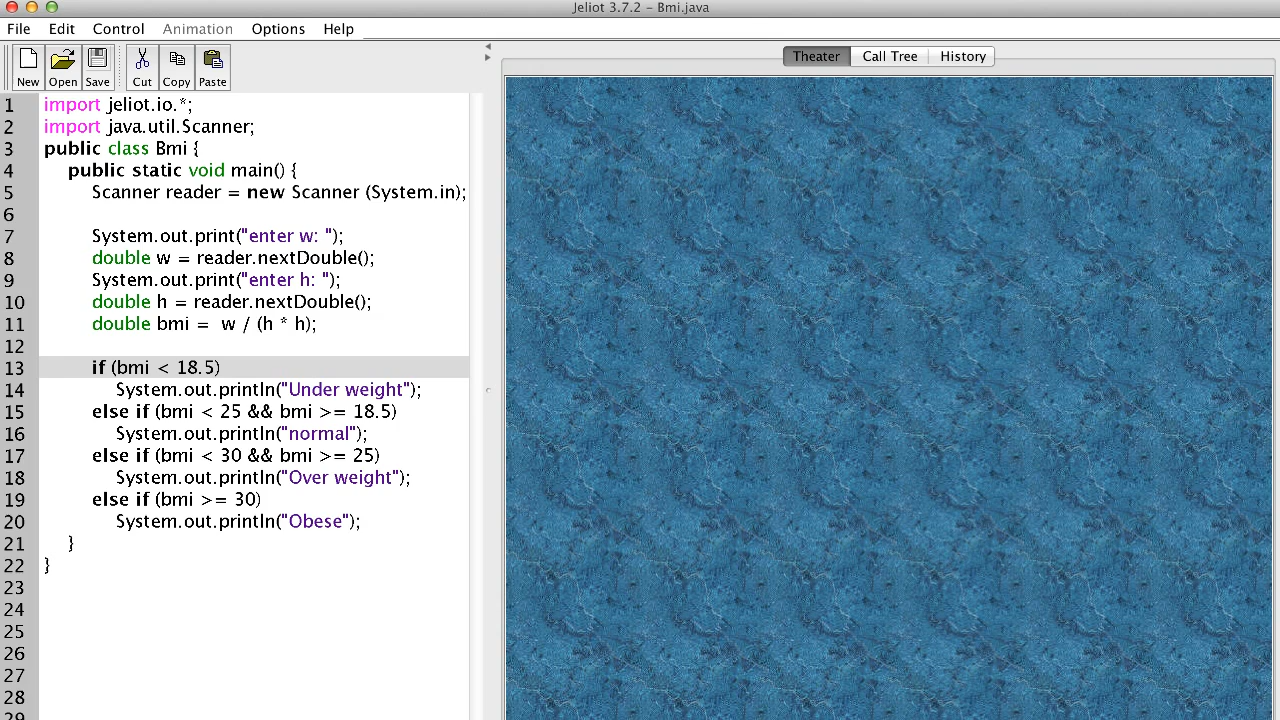 Jeliot 3.7.2 – Bmi.java
File Edit Control Animation Options Help
New Open Save Cut Copy Paste
Theater Call Tree History
1 import jeliot.io.*;
2 import java.util.Scanner;
3 public class Bmi {
4 public static void main() {
5 Scanner reader = new Scanner (System.in);
6
7 System.out.print("enter w: ");
8 double w = reader.nextDouble();
9 System.out.print("enter h: ");
10 double h = reader.nextDouble();
11 double bmi =  w / (h * h);
12
13 if (bmi < 18.5)
14 System.out.println("Under weight");
15 else if (bmi < 25 && bmi >= 18.5)
16 System.out.println("normal");
17 else if (bmi < 30 && bmi >= 25)
18 System.out.println("Over weight");
19 else if (bmi >= 30)
20 System.out.println("Obese");
21 }
22 }
23
24
25
26
27
28
29